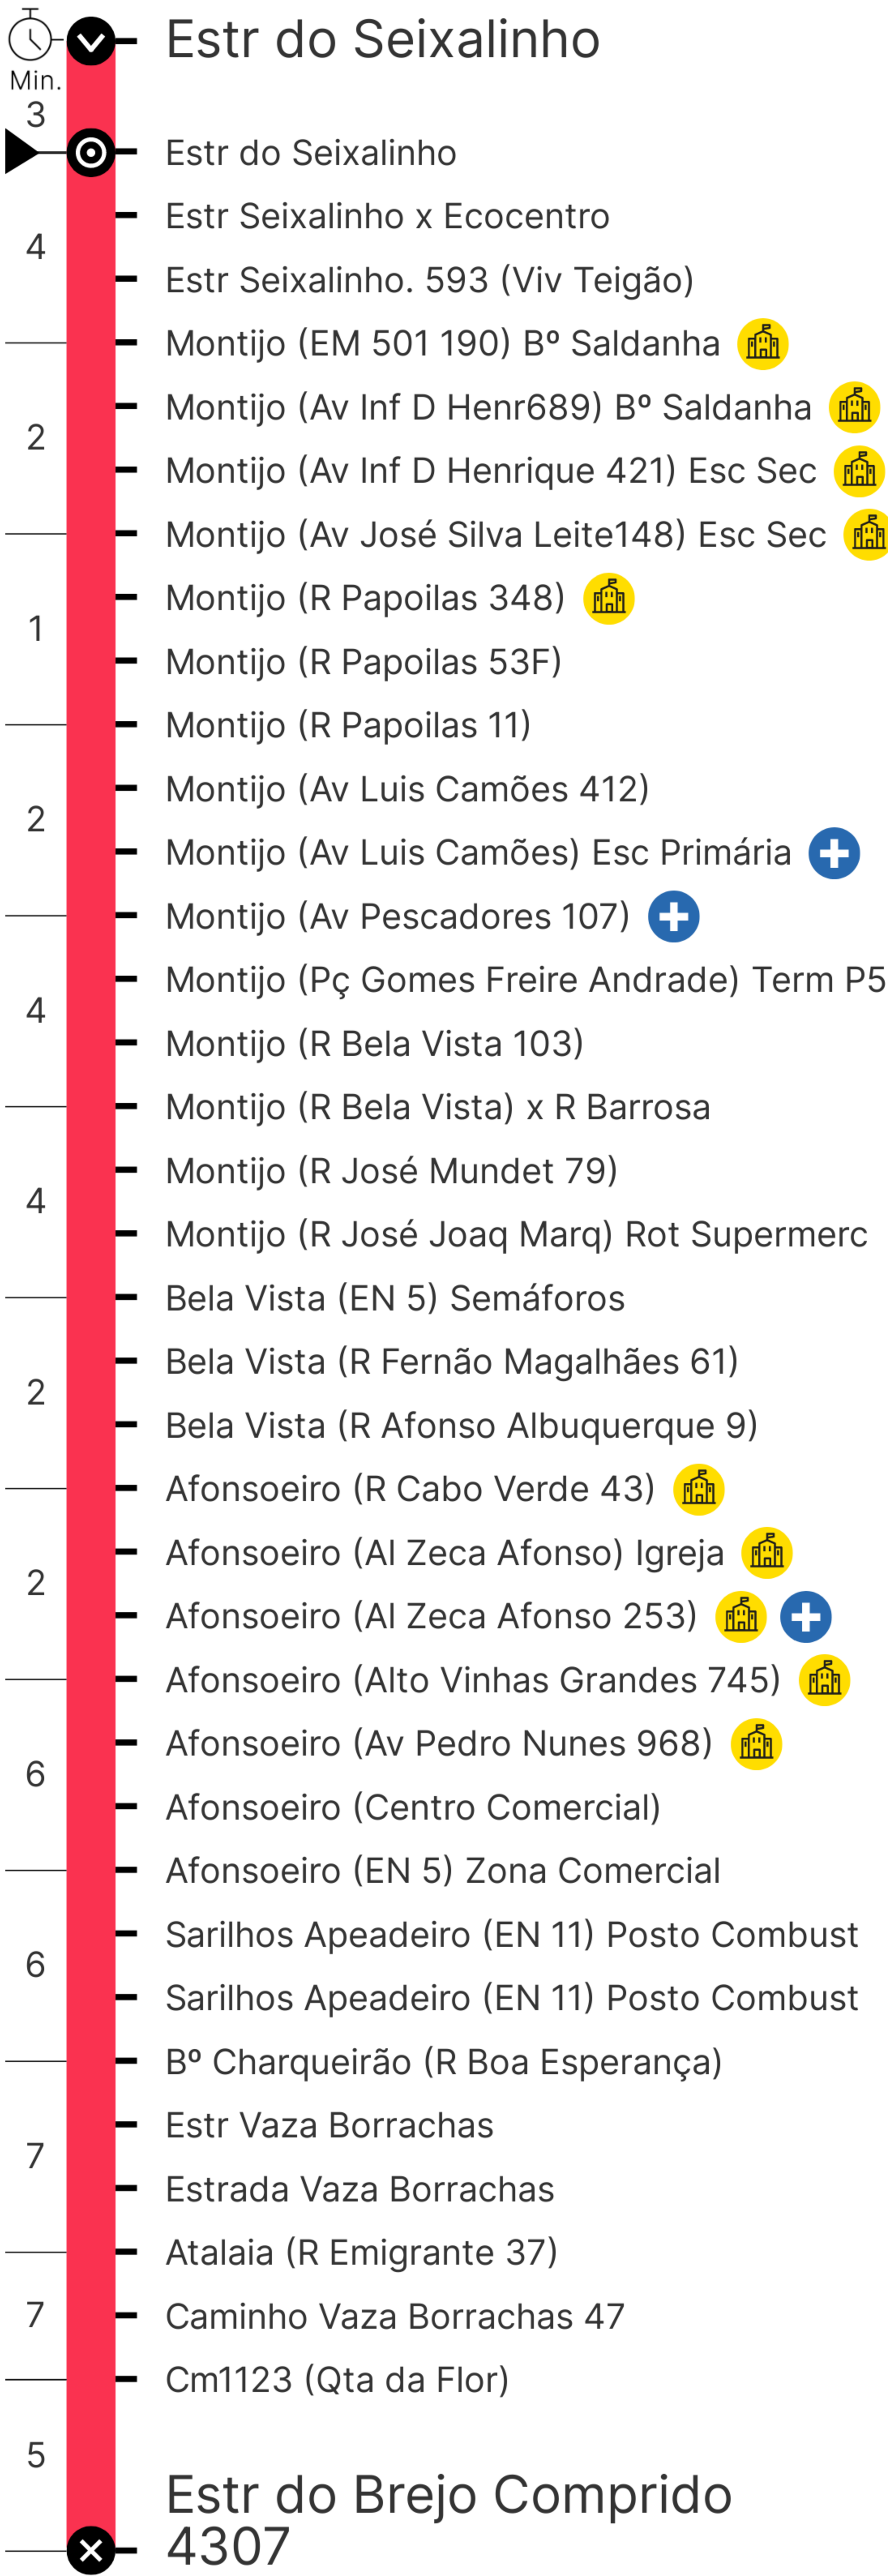 Estr do Seixalinho
Min.
3
Estr do Seixalinho
Estr Seixalinho x Ecocentro
4
Estr Seixalinho. 593 (Viv Teigão)
Montijo (EM 501 190) Bº Saldanha
Montijo (Av Inf D Henr689) Bº Saldanha
2
Montijo (Av Inf D Henrique 421) Esc Sec
Montijo (Av José Silva Leite148) Esc Sec
Montijo (R Papoilas 348)
1
Montijo (R Papoilas 53F)
Montijo (R Papoilas 11)
Montijo (Av Luis Camões 412)
2
Montijo (Av Luis Camões) Esc Primária
Montijo (Av Pescadores 107)
Montijo (Pç Gomes Freire Andrade) Term P5
4
Montijo (R Bela Vista 103)
Montijo (R Bela Vista) x R Barrosa
Montijo (R José Mundet 79)
4
Montijo (R José Joaq Marq) Rot Supermerc
Bela Vista (EN 5) Semáforos
Bela Vista (R Fernão Magalhães 61)
2
Bela Vista (R Afonso Albuquerque 9)
Afonsoeiro (R Cabo Verde 43)
Afonsoeiro (Al Zeca Afonso) Igreja
2
Afonsoeiro (Al Zeca Afonso 253)
Afonsoeiro (Alto Vinhas Grandes 745)
Afonsoeiro (Av Pedro Nunes 968)
6
Afonsoeiro (Centro Comercial)
Afonsoeiro (EN 5) Zona Comercial
Sarilhos Apeadeiro (EN 11) Posto Combust
6
Sarilhos Apeadeiro (EN 11) Posto Combust
Bº Charqueirão (R Boa Esperança)
Estr Vaza Borrachas
7
Estrada Vaza Borrachas
Atalaia (R Emigrante 37)
7
Caminho Vaza Borrachas 47
Cm1123 (Qta da Flor)
5
Estr do Brejo Comprido
4307